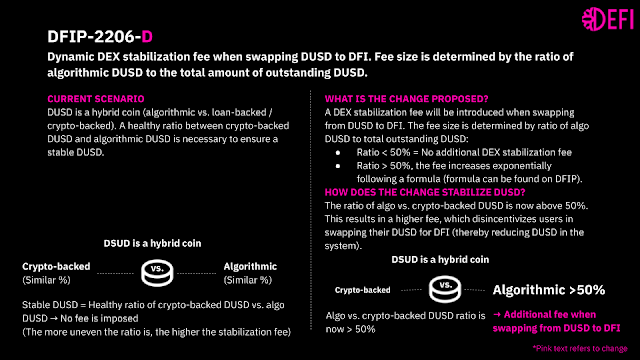 DEFI
DFIP-2206-D
Dynamic DEX stabilization fee when swapping DUSD to DFI. Fee size is determined by the ratio of
algorithmic DUSD to the total amount of outstanding DUSD.
CURRENT SCENARIO
DUSD is a hybrid coin (algorithmic vs. loan-backed /
crypto-backed). A healthy ratio between crypto-backed
DUSD and algorithmic DUSD is necessary to ensure a
stable DUSD.
DSUD is a hybrid coin
Crypto-backed
(Similar %)
vs.
Algorithmic
(Similar %)
Stable DUSD = Healthy ratio of crypto-backed DUSD vs. algo
DUSD → No fee is imposed
(The more uneven the ratio is, the higher the stabilization fee)
WHAT IS THE CHANGE PROPOSED?
A DEX stabilization fee will be introduced when swapping
from DUSD to DFI. The fee size is determined by ratio of algo
DUSD to total outstanding DUSD:
● Ratio < 50% = No additional DEX stabilization fee
● Ratio > 50%, the fee increases exponentially
following a formula (formula can be found on DFIP).
HOW DOES THE CHANGE STABILIZE DUSD?
The ratio of algo vs. crypto-backed DUSD is now above 50%.
This results in a higher fee, which disincentivizes users in
swapping their DUSD for DFI (thereby reducing DUSD in the
system).
DUSD is a hybrid coin
Crypto-backed
vs.
Algorithmic >50%
Algo vs. crypto-backed DUSD ratio is
now > 50%
→ Additional fee when
swapping from DUSD to DFI
*Pink text refers to change